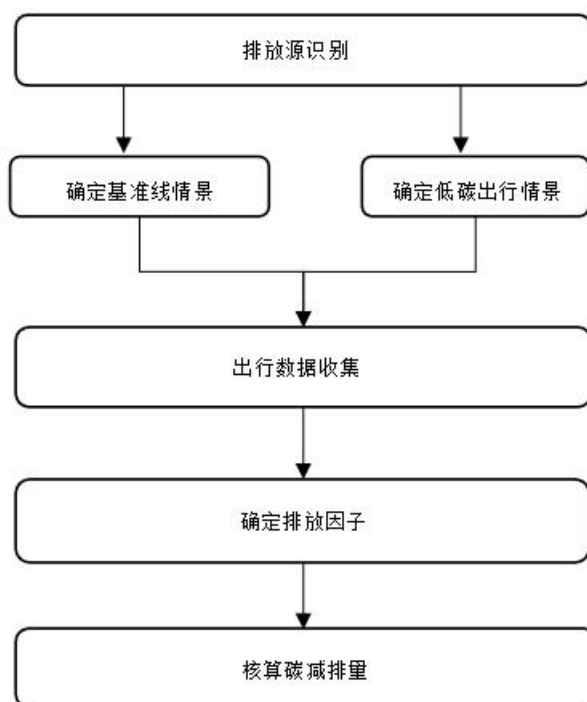 排放源识别
确定基准线情景
确定低碳出行情景
出行数据收集
确定排放因子
核算碳减排量